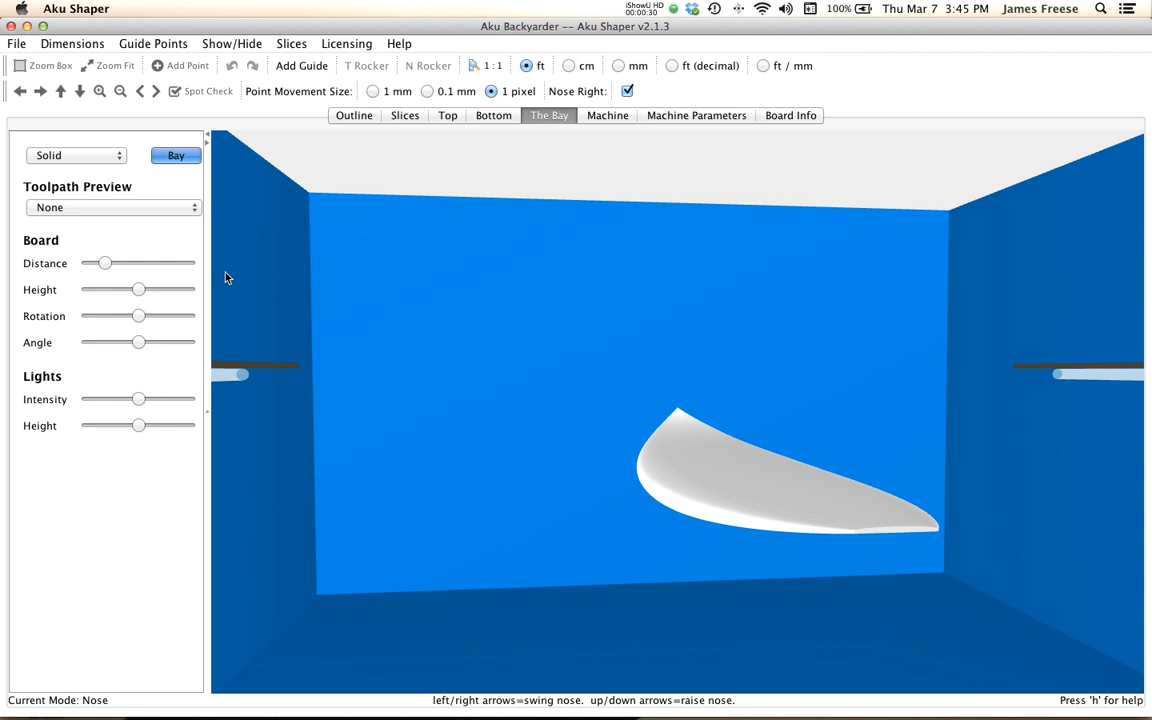 Aku Shaper iShowU HD 00:00:30 100% Thu Mar 7 3:45 PM James Freese
Aku Backyarder -- Aku Shaper v2.1.3
File Dimensions Guide Points Show/Hide Slices Licensing Help
Zoom Box Zoom Fit Add Point Add Guide T Rocker N Rocker 1 : 1 ft cm mm ft (decimal) ft / mm
Spot Check Point Movement Size: 1 mm 0.1 mm 1 pixel Nose Right:
Outline Slices Top Bottom The Bay Machine Machine Parameters Board Info
Solid Bay
Toolpath Preview
None
Board
Distance
Height
Rotation
Angle
Lights
Intensity
Height
Current Mode: Nose left/right arrows=swing nose. up/down arrows=raise nose. Press 'h' for help